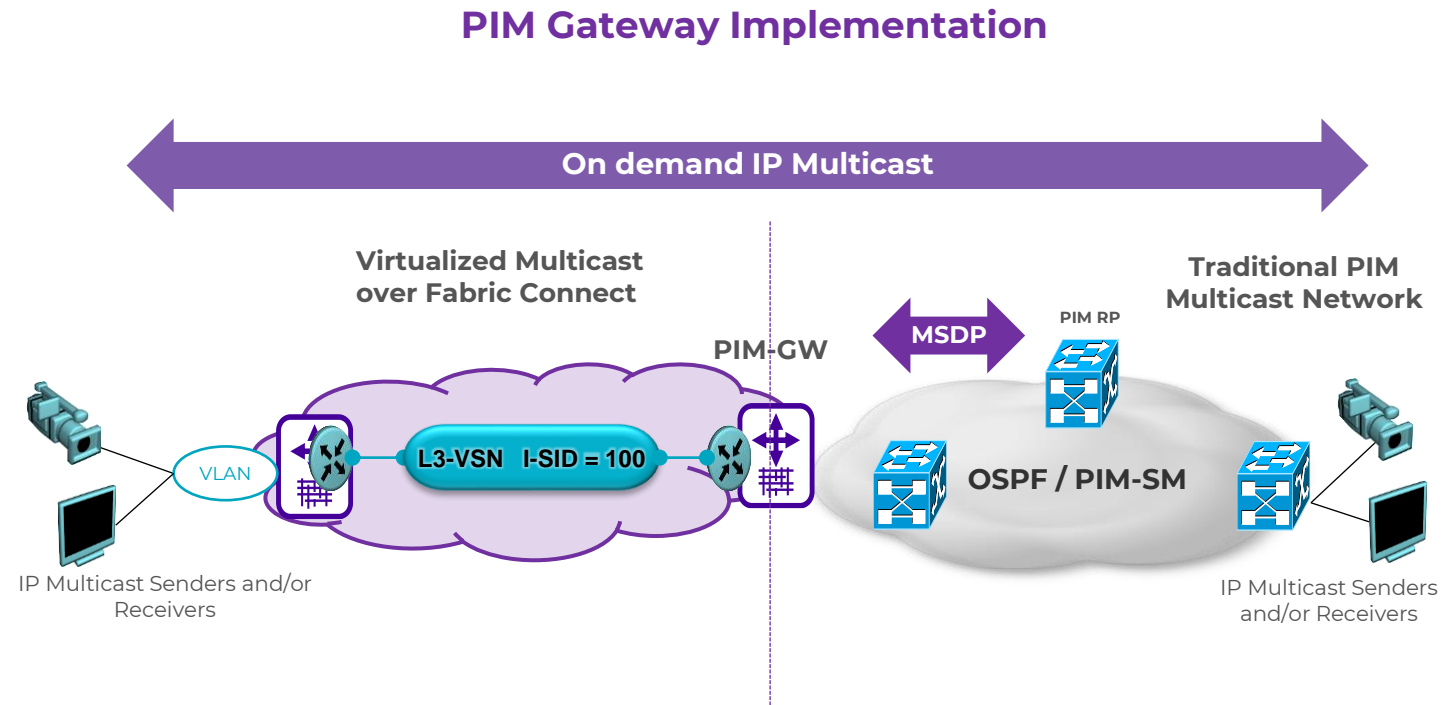 PIM Gateway Implementation
On demand IP Multicast
Virtualized Multicast
over Fabric Connect
Traditional PIM
Multicast Network
MSDP
PIM RP
PIM-GW
VLAN
L3-VSN I-SID = 100
OSPF / PIM-SM
IP Multicast Senders and/or
Receivers
IP Multicast Senders
and/or Receivers